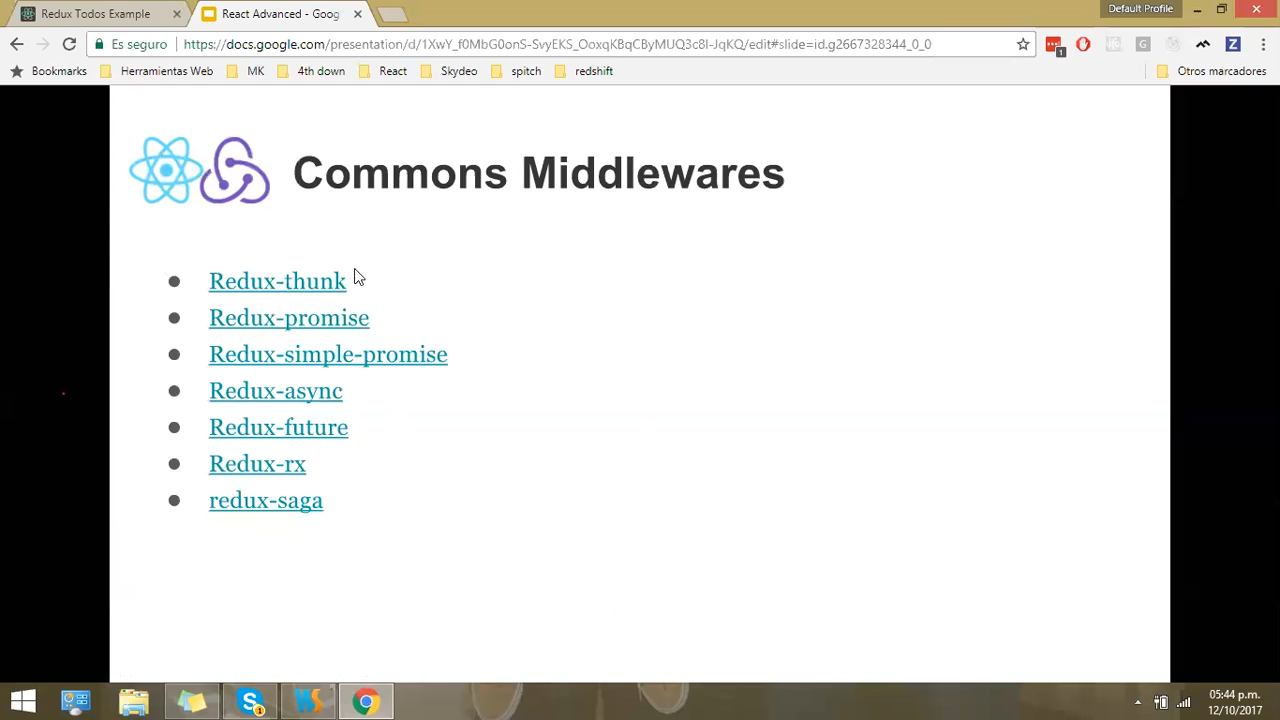 Redux Todos Example
React Advanced - Goog
Default Profile
Es seguro
https://docs.google.com/presentation/d/1XwY_f0MbG0onS-SvyEKS_OoxqKBqCByMUQ3c8I-JqKQ/edit#slide=id.g2667328344_0_0
1
G
Z
Bookmarks
Herramientas Web
MK
4th down
React
Skydeo
spitch
redshift
Otros marcadores
Commons Middlewares
Redux-thunk
Redux-promise
Redux-simple-promise
Redux-async
Redux-future
Redux-rx
redux-saga
05:44 p.m.
12/10/2017